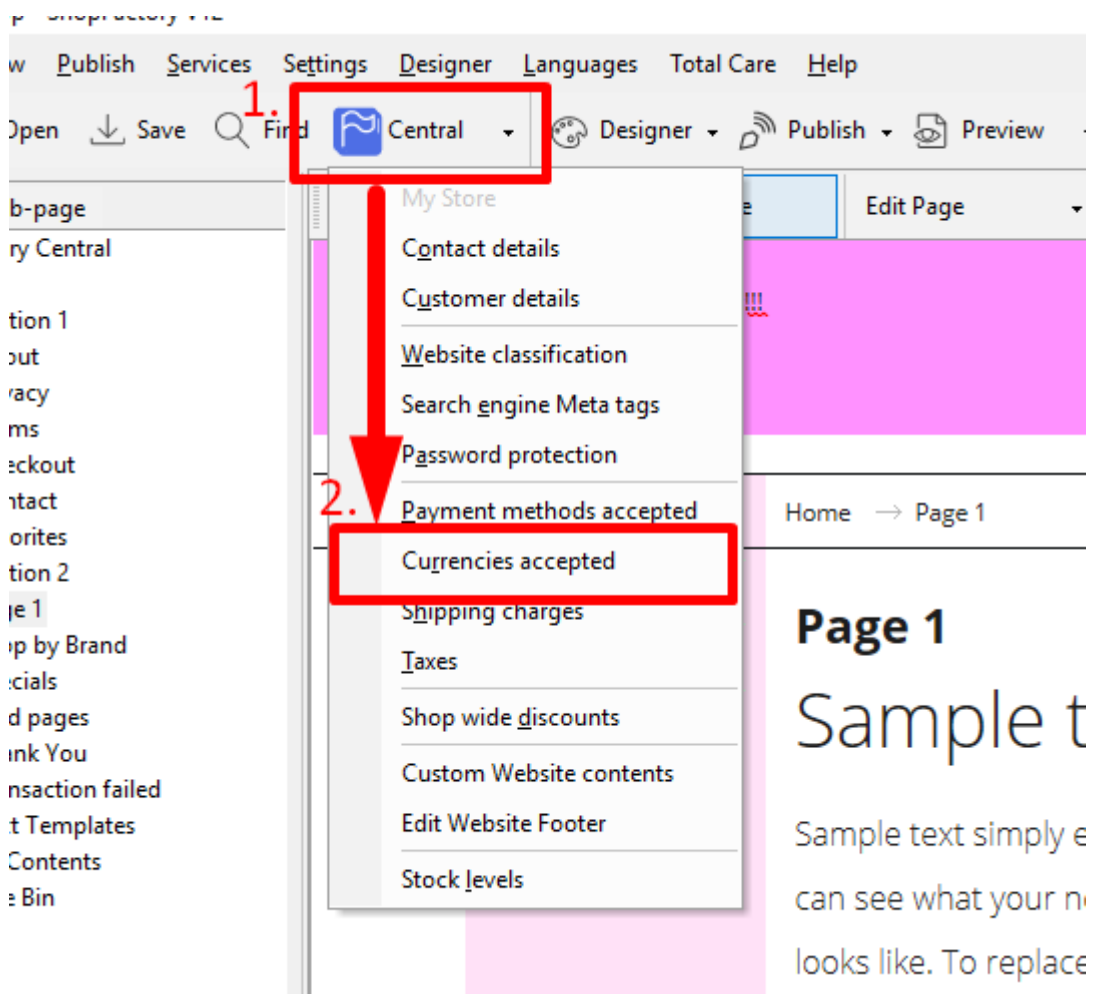 w Publish Services Settings Designer Languages Total Care Help
1.
Open Save Find Central Designer Publish Preview
b-page
My Store
Edit Page
ry Central
Contact details
Customer details
!!!
tion 1
Website classification
out
vacy
Search engine Meta tags
ms
Password protection
eckout
2.
ntact
Payment methods accepted
Home → Page 1
orites
Currencies accepted
tion 2
ge 1
Shipping charges
Page 1
op by Brand
Taxes
ecials
d pages
Shop wide discounts
Sample t
ank You
Custom Website contents
nsaction failed
Edit Website Footer
ct Templates
Sample text simply e
Contents
Stock levels
e Bin
can see what your n
looks like. To replace